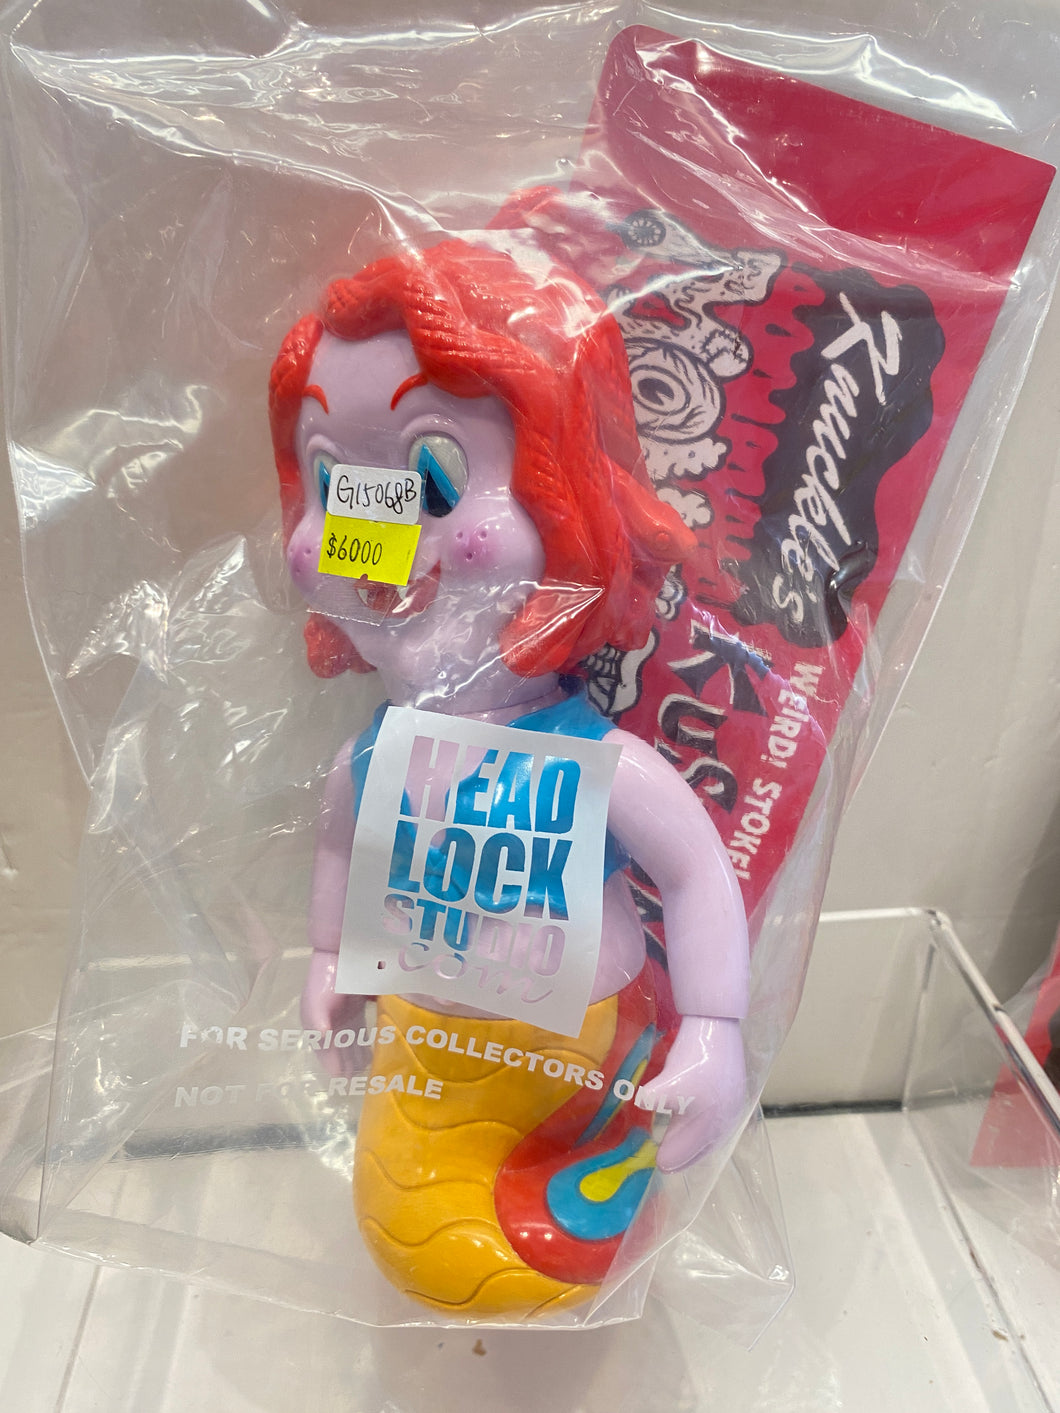 G15068B
$6000
HEAD
LOCK
STUDIO
.com
FOR SERIOUS COLLECTORS ONLY
NOT FOR RESALE
Knuckle's
WEIRD! STOKE!